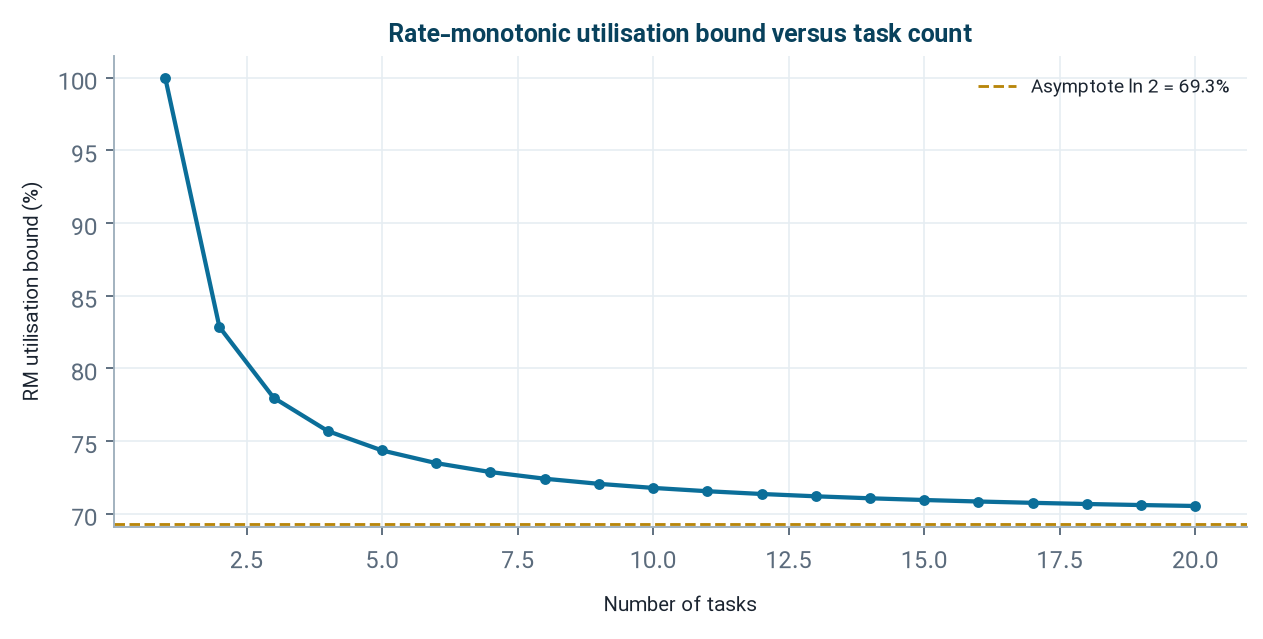 Rate-monotonic utilisation bound versus task count
Asymptote ln 2 = 69.3%
RM utilisation bound (%)
100
95
90
85
80
75
70
2.5 5.0 7.5 10.0 12.5 15.0 17.5 20.0
Number of tasks